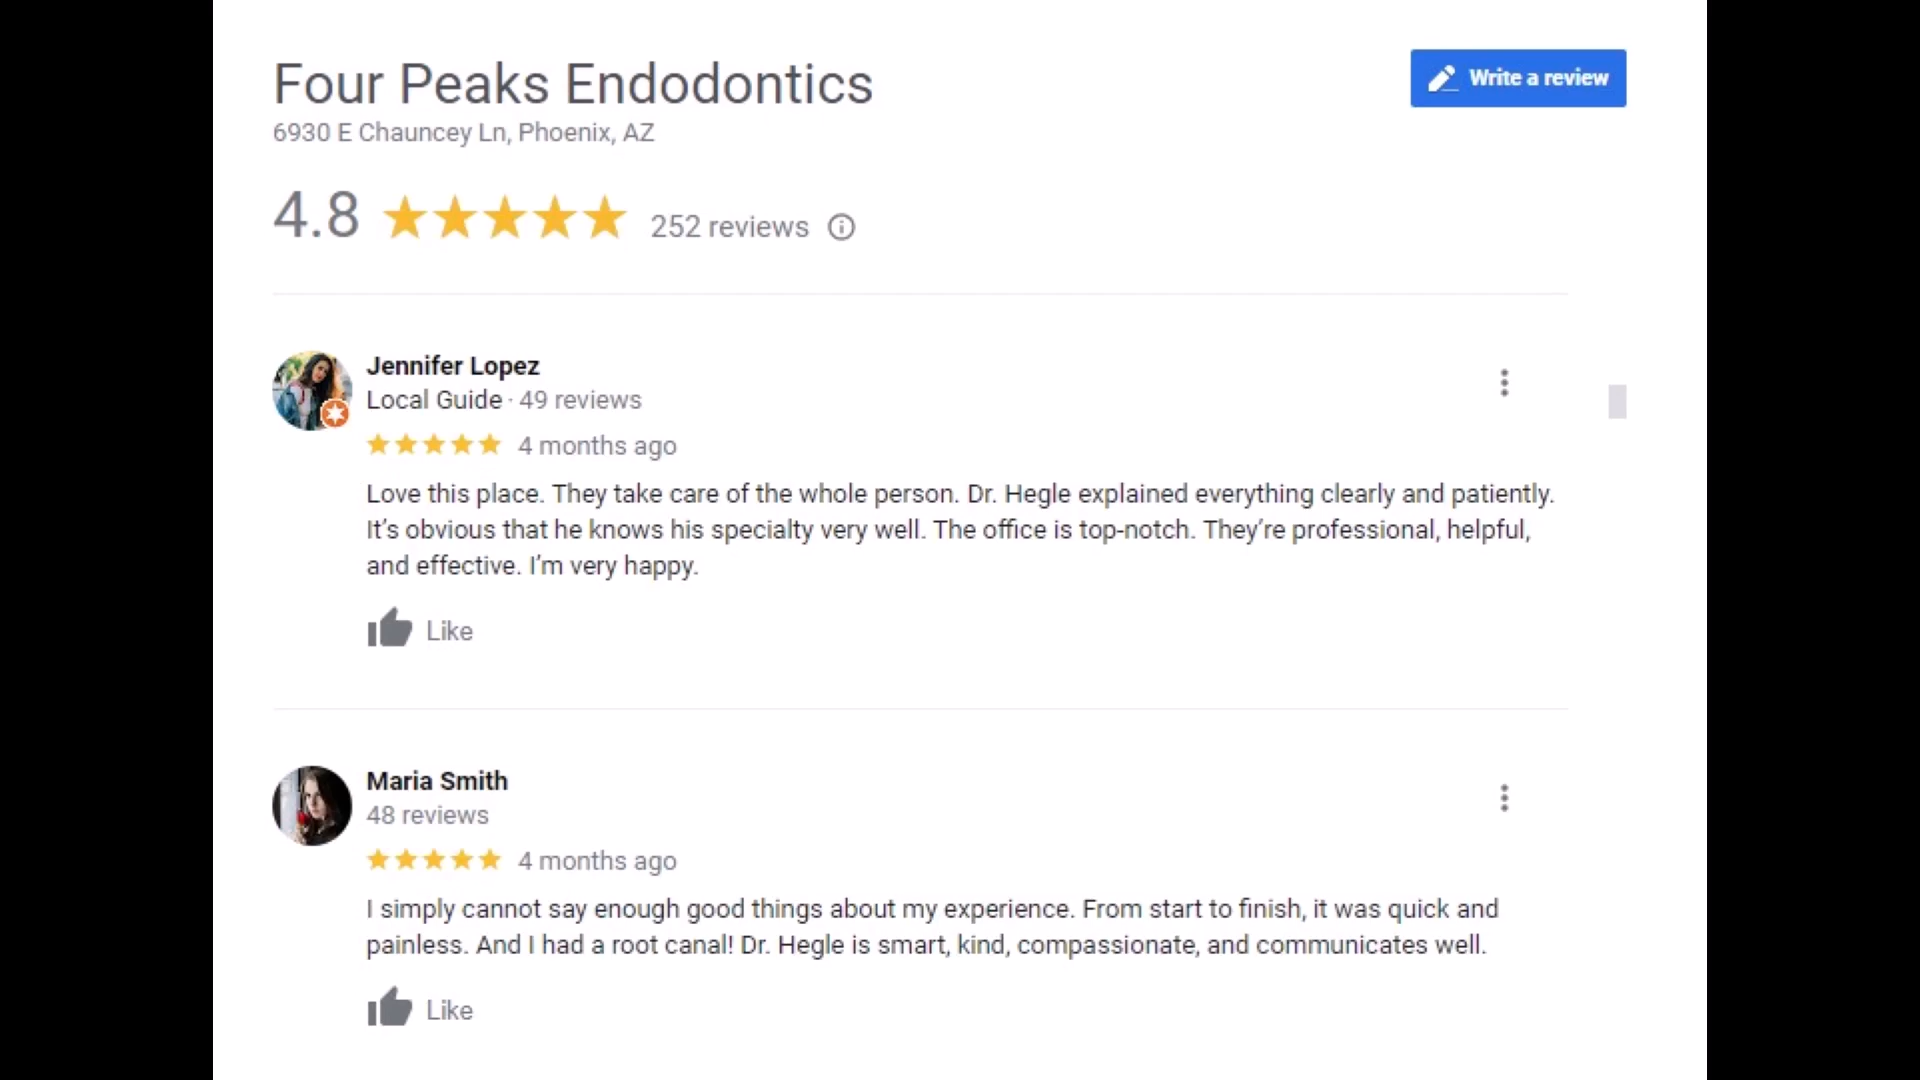 Four Peaks Endodontics
Write a review
6930 E Chauncey Ln, Phoenix, AZ
4.8 252 reviews
Jennifer Lopez
Local Guide · 49 reviews
4 months ago
Love this place. They take care of the whole person. Dr. Hegle explained everything clearly and patiently.
It’s obvious that he knows his specialty very well. The office is top-notch. They’re professional, helpful,
and effective. I’m very happy.
Like
Maria Smith
48 reviews
4 months ago
I simply cannot say enough good things about my experience. From start to finish, it was quick and
painless. And I had a root canal! Dr. Hegle is smart, kind, compassionate, and communicates well.
Like